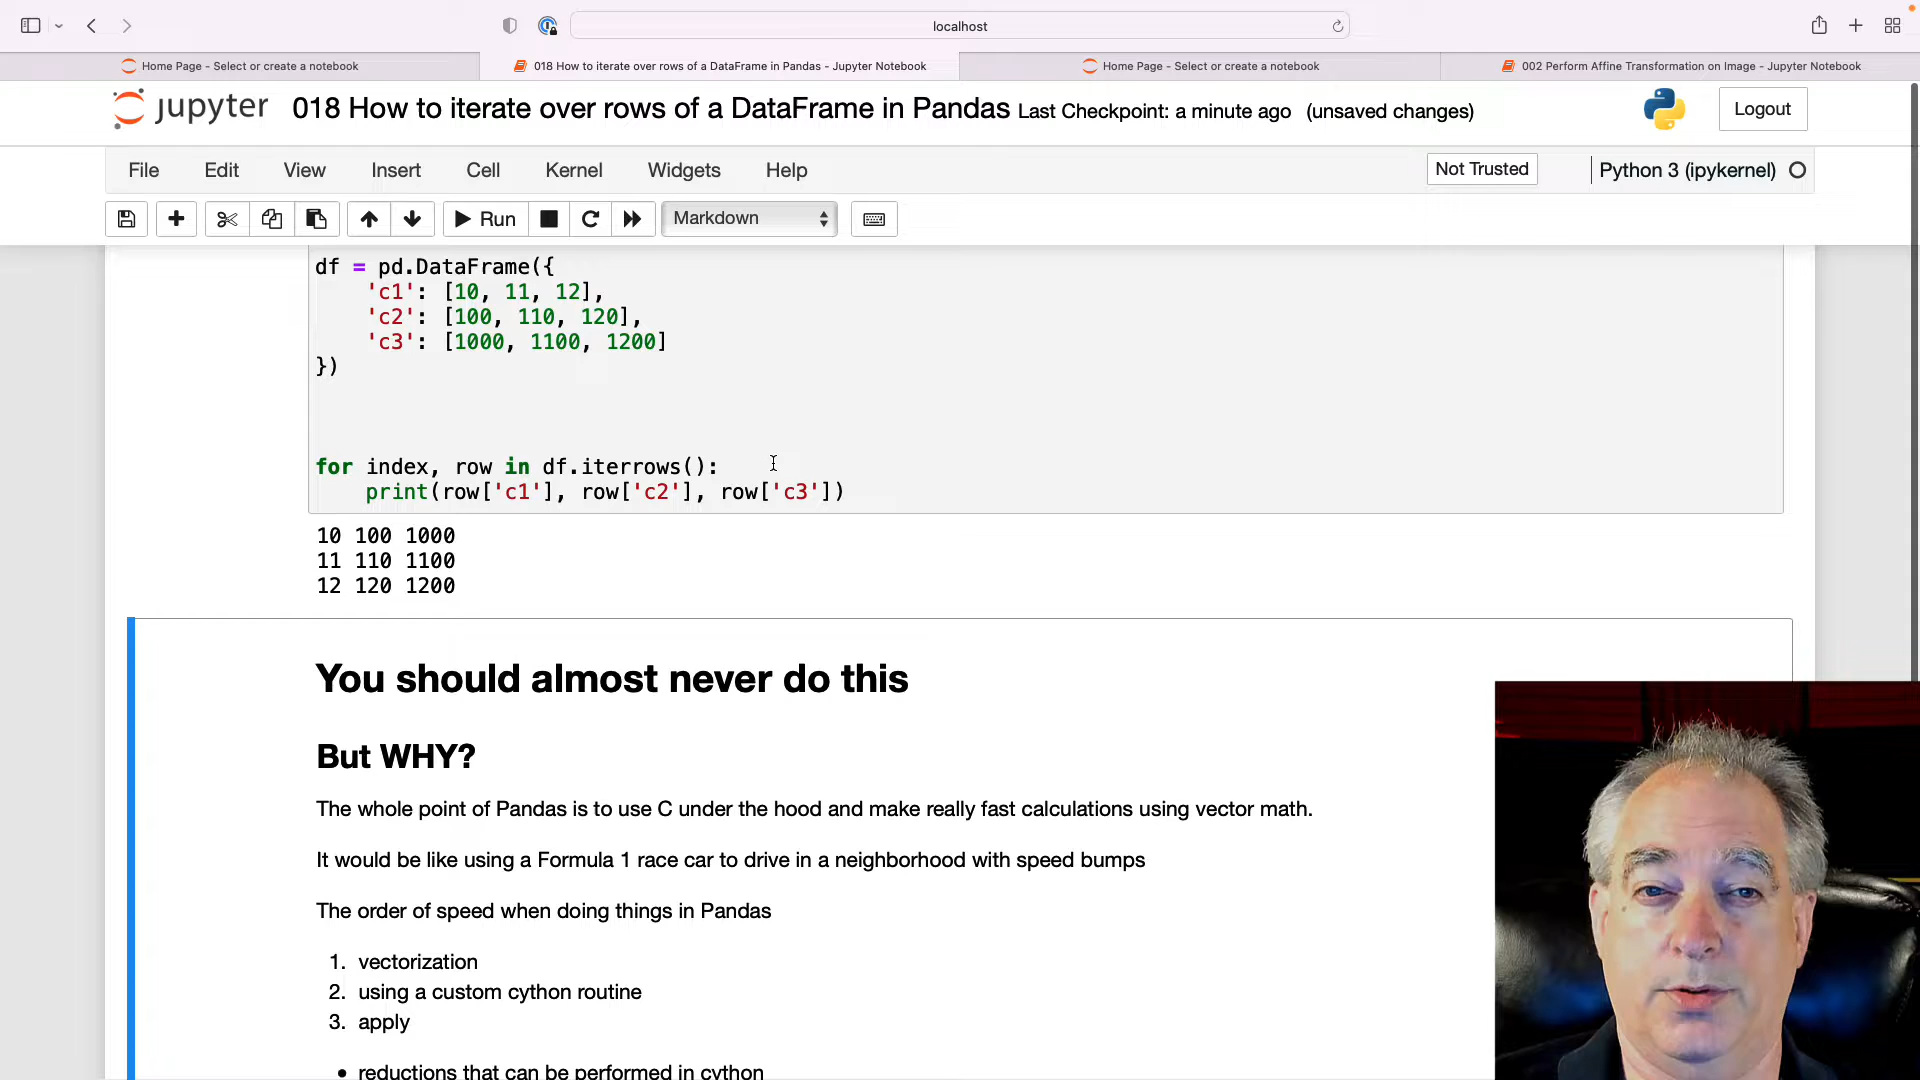 localhost
Home Page - Select or create a notebook
018 How to iterate over rows of a DataFrame in Pandas - Jupyter Notebook
Home Page - Select or create a notebook
002 Perform Affine Transformation on Image - Jupyter Notebook
jupyter 018 How to iterate over rows of a DataFrame in Pandas Last Checkpoint: a minute ago (unsaved changes)
Logout
File Edit View Insert Cell Kernel Widgets Help
Not Trusted
Python 3 (ipykernel)
Run
Markdown
df = pd.DataFrame({
'c1': [10, 11, 12],
'c2': [100, 110, 120],
'c3': [1000, 1100, 1200]
})
for index, row in df.iterrows():
print(row['c1'], row['c2'], row['c3'])
10 100 1000
11 110 1100
12 120 1200
You should almost never do this
But WHY?
The whole point of Pandas is to use C under the hood and make really fast calculations using vector math.
It would be like using a Formula 1 race car to drive in a neighborhood with speed bumps
The order of speed when doing things in Pandas
1. vectorization
2. using a custom cython routine
3. apply
• reductions that can be performed in cython